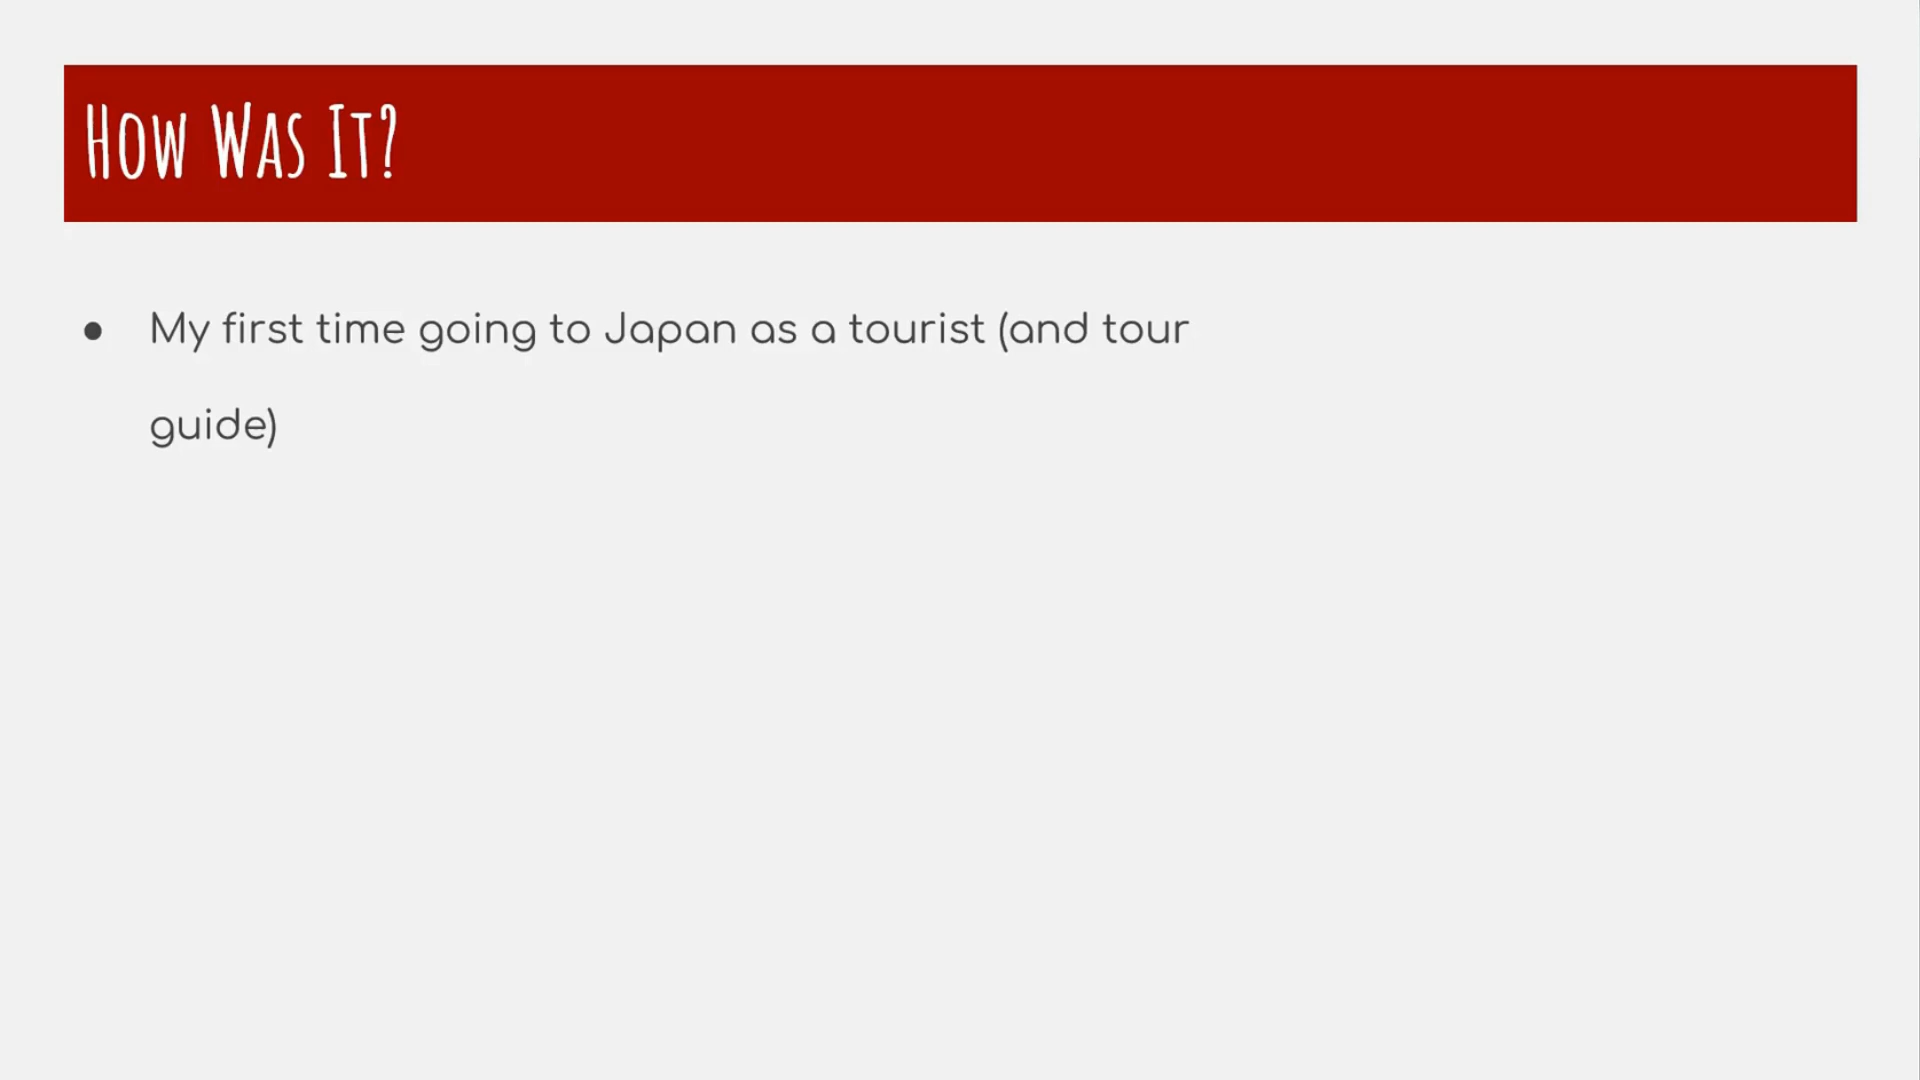 How Was It?
● My first time going to Japan as a tourist (and tour
guide)